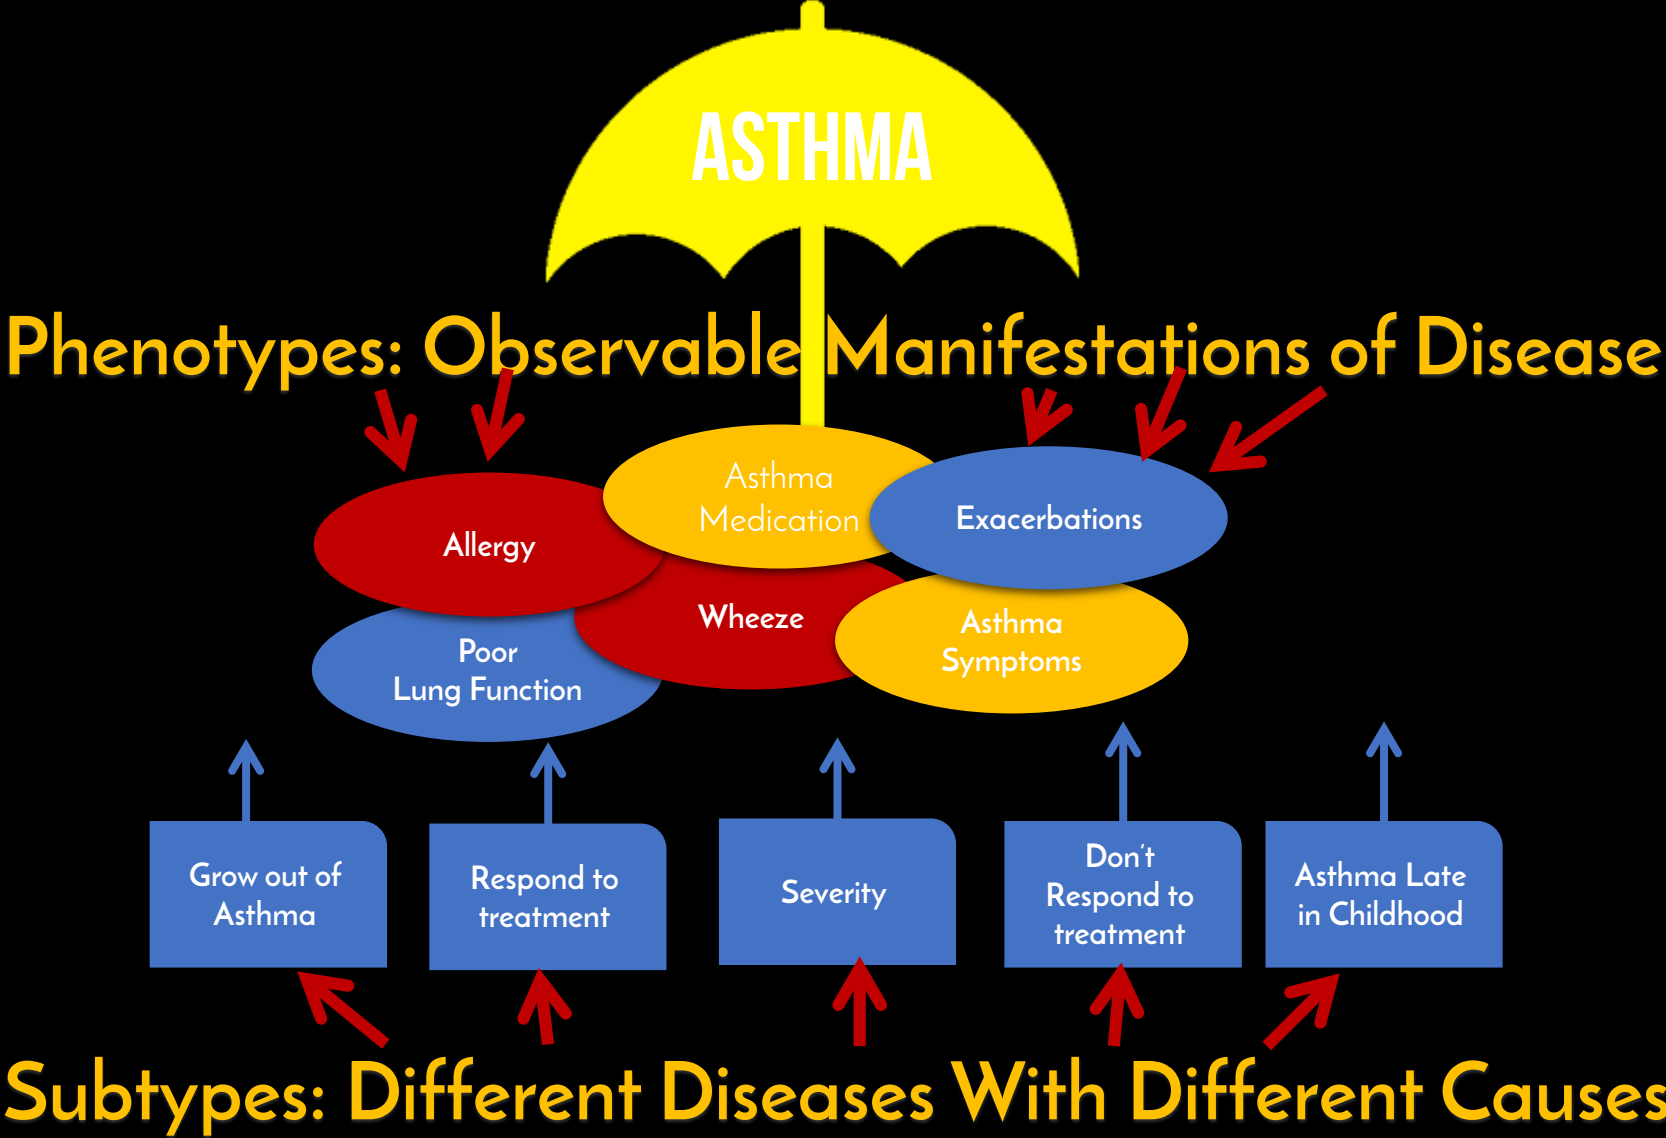 ASTHMA
Phenotypes: Observable Manifestations of Disease
Asthma
Medication
Exacerbations
Allergy
Wheeze
Asthma
Symptoms
Poor
Lung Function
Grow out of
Asthma
Respond to
treatment
Severity
Don't
Respond to
treatment
Asthma Late
in Childhood
Subtypes: Different Diseases With Different Causes